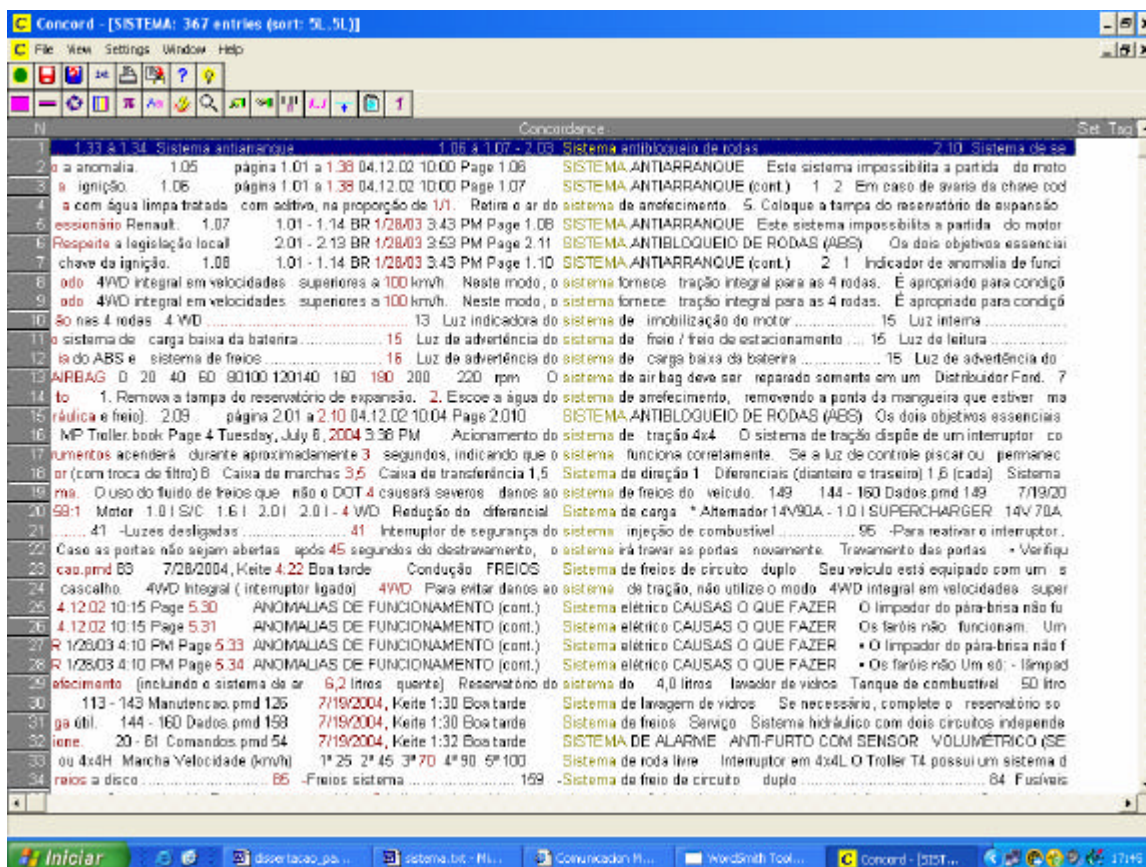 Concord - [SISTEMA: 367 entries (sort: 5L,5L)]
File View Settings Window Help
N Concordance Set Tag
1 1.33 à 1.34 Sistema antiarranque 1.06 à 1.07 - 2.03 Sistema antibloqueio de rodas 2.10 Sistema de se
2 o a anomalia. 1.05 página 1.01 a 1.38 04.12.02 10:00 Page 1.06 SISTEMA ANTIARRANQUE Este sistema impossibilita a partida do moto
3 a ignição. 1.06 página 1.01 a 1.38 04.12.02 10:00 Page 1.07 SISTEMA ANTIARRANQUE (cont.) 1 2 Em caso de avaria da chave cod
4 a com água limpa tratada com aditivo, na proporção de 1/1. Retire o ar do sistema de arrefecimento. 5. Coloque a tampa do reservatório de expansão
5 essionário Renault. 1.07 1.01 - 1.14 BR 1/28/03 3:43 PM Page 1.08 SISTEMA ANTIARRANQUE Este sistema impossibilita a partida do motor
6 Respeite a legislação local 2.01 - 2.13 BR 1/28/03 3:53 PM Page 2.11 SISTEMA ANTIBLOQUEIO DE RODAS (ABS) Os dois objetivos essenciai
7 chave da ignição. 1.08 1.01 - 1.14 BR 1/28/03 3:43 PM Page 1.10 SISTEMA ANTIARRANQUE (cont.) 2 1 Indicador de anomalia de funci
8 odo 4WD integral em velocidades superiores a 100 km/h. Neste modo, o sistema fornece tração integral para as 4 rodas. É apropriado para condiçõ
9 odo 4WD integral em velocidades superiores a 100 km/h. Neste modo, o sistema fornece tração integral para as 4 rodas. É apropriado para condiçõ
10 ão nas 4 rodas 4 WD ........ 13 Luz indicadora do sistema de imobilização do motor ........ 15 Luz interna ........
11 o sistema de carga baixa da bateria ........ 15 Luz de advertência do sistema de freio / freio de estacionamento .... 15 Luz de leitura ........
12 ia do ABS e sistema de freios ........ 16 Luz de advertência do sistema de carga baixa da bateria ........ 15 Luz de advertência do
13 AIRBAG 0 20 40 60 80100 120140 160 180 200 220 rpm O sistema de air bag deve ser reparado somente em um Distribuidor Ford. 7
14 to 1. Remova a tampa do reservatório de expansão. 2. Escoe a água do sistema de arrefecimento, removendo a ponta da mangueira que estiver ma
15 ráulica e freio). 2.09 página 2.01 a 2.10 04.12.02 10:04 Page 2.010 SISTEMA ANTIBLOQUEIO DE RODAS (ABS) Os dois objetivos essenciais
16 MP Troller.book Page 4 Tuesday, July 6, 2004 3:36 PM Acionamento do sistema de tração 4x4 O sistema de tração dispõe de um interruptor co
17 rumentos acenderá durante aproximadamente 3 segundos, indicando que o sistema funciona corretamente. Se a luz de controle piscar ou permanec
18 or (com troca de filtro) 8 Caixa de marchas 3,5 Caixa de transferência 1,5 Sistema de direção 1 Diferenciais (dianteiro e traseiro) 1,6 (cada) Sistema
19 ma. O uso do fluido de freios que não o DOT 4 causará severos danos ao sistema de freios do veículo. 149 144 - 160 Dados.pmd 149 7/19/20
20 58:1 Motor 1.0 I S/C 1.6 I 2.0 I 2.0 I - 4 WD Redução do diferencial Sistema de carga * Alternador 14V90A - 1.0 I SUPERCHARGER 14V 70A
21 ........ 41 -Luzes desligadas ........ 41 Interruptor de segurança do sistema injeção de combustível ........ 95 -Para reativar o interruptor..
22 Caso as portas não sejam abertas após 45 segundos do destravamento, o sistema irá travar as portas novamente. Travamento das portas • Verifiqu
23 cao.pmd 83 7/28/2004, Keite 4:22 Boa tarde Condução FREIOS Sistema de freios de circuito duplo Seu veículo está equipado com um s
24 cascalho. 4WD Integral ( interruptor ligado) 4WD Para evitar danos ao sistema de tração, não utilize o modo 4WD integral em velocidades super
25 4.12.02 10:15 Page 5.30 ANOMALIAS DE FUNCIONAMENTO (cont.) Sistema elétrico CAUSAS O QUE FAZER O limpador do pára-brisa não fu
26 4.12.02 10:15 Page 5.31 ANOMALIAS DE FUNCIONAMENTO (cont.) Sistema elétrico CAUSAS O QUE FAZER Os faróis não funcionam. Um
27 R 1/28/03 4:10 PM Page 5.33 ANOMALIAS DE FUNCIONAMENTO (cont.) Sistema elétrico CAUSAS O QUE FAZER • O limpador do pára-brisa não f
28 R 1/28/03 4:10 PM Page 5.34 ANOMALIAS DE FUNCIONAMENTO (cont.) Sistema elétrico CAUSAS O QUE FAZER • Os faróis não Um só: - lâmpad
29 efecimento (incluindo o sistema de ar 6,2 litros quente) Reservatório do sistema do 4,0 litros lavador de vidros Tanque de combustível 50 litro
30 113 - 143 Manutencao.pmd 126 7/19/2004, Keite 1:30 Boa tarde Sistema de lavagem de vidros Se necessário, complete o reservatório so
31 ga útil. 144 - 160 Dados.pmd 158 7/19/2004, Keite 1:30 Boa tarde Sistema de freios Serviço Sistema hidráulico com dois circuitos independe
32 ione. 20 - 61 Comandos.pmd 54 7/19/2004, Keite 1:32 Boa tarde SISTEMA DE ALARME ANTI-FURTO COM SENSOR VOLUMÉTRICO (SE
33 ou 4x4H Marcha Velocidade (km/h) 1ª 25 2ª 45 3ª 70 4ª 90 5ª 100 Sistema de roda livre Interruptor em 4x4L O Troller T4 possui um sistema d
34 reios a disco ........ 85 -Freios sistema ........ 159 -Sistema de freio de circuito duplo ........ 84 Fusíveis
Iniciar dissertacao_pa... sistema.txt - Mi... Comunicacion M... WordSmith Tool... Concord - [SIST...